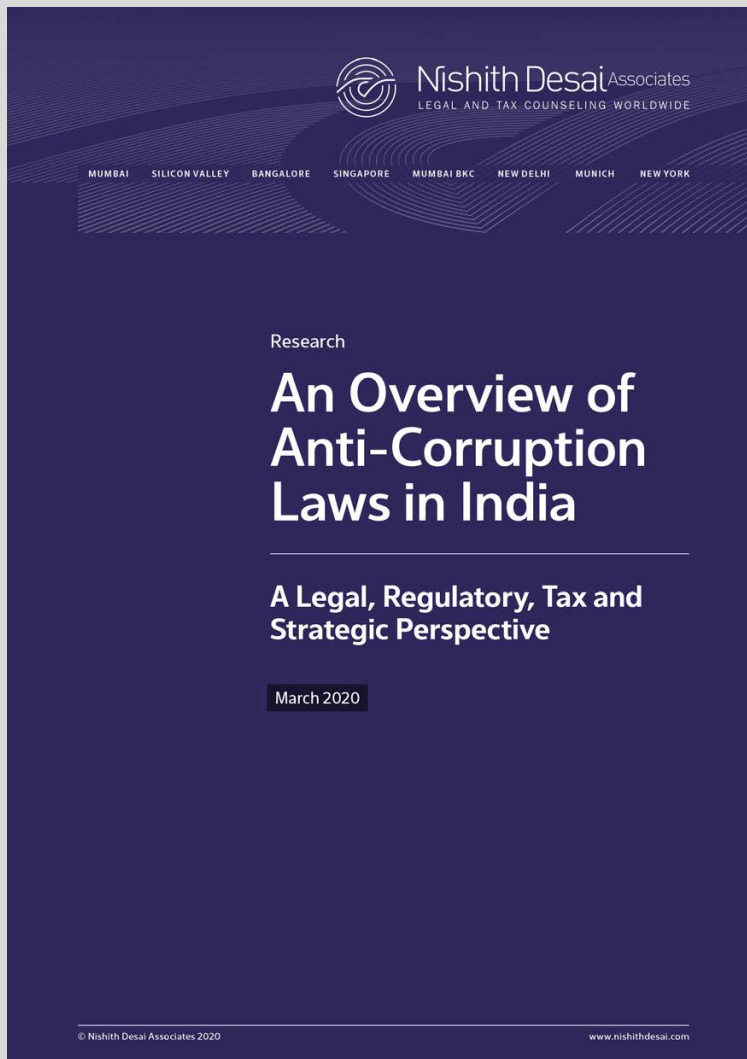 Nishith Desai Associates
LEGAL AND TAX COUNSELING WORLDWIDE
MUMBAI SILICON VALLEY BANGALORE SINGAPORE MUMBAI BKC NEW DELHI MUNICH NEW YORK
Research
An Overview of
Anti-Corruption
Laws in India
A Legal, Regulatory, Tax and
Strategic Perspective
March 2020
© Nishith Desai Associates 2020 www.nishithdesai.com